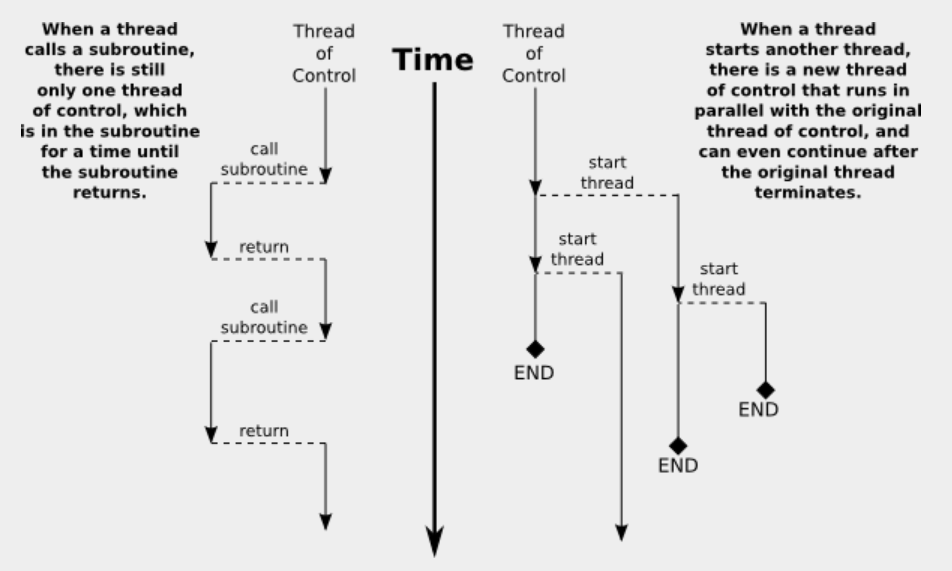 When a thread
calls a subroutine,
there is still
only one thread
of control, which
is in the subroutine
for a time until
the subroutine
returns.
Thread
of
Control
call
subroutine
return
call
subroutine
return
Time
Thread
of
Control
start
thread
start
thread
END
start
thread
END
END
When a thread
starts another thread,
there is a new thread
of control that runs in
parallel with the original
thread of control, and
can even continue after
the original thread
terminates.